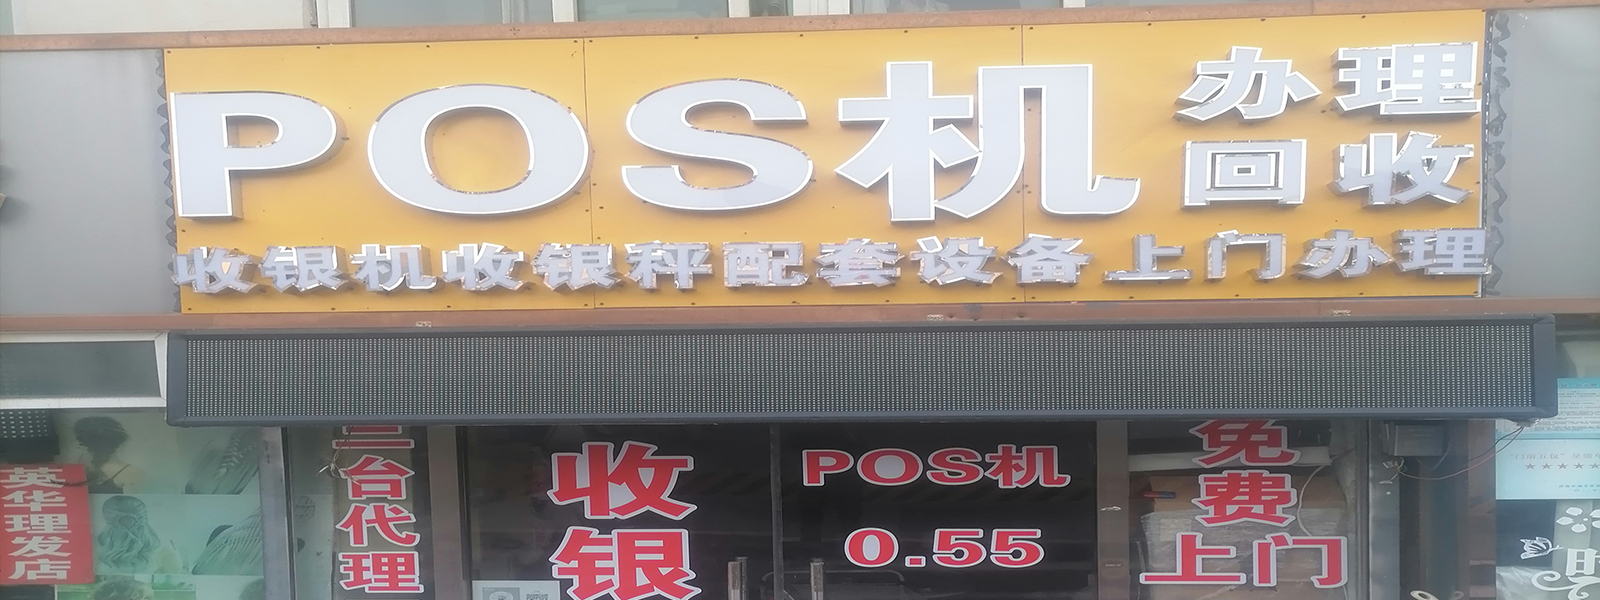 POS机
办理
回收
收银机收银秤配套设备上门办理
英华理发店
三台代理
收银
POS机
0.55
免费
上门